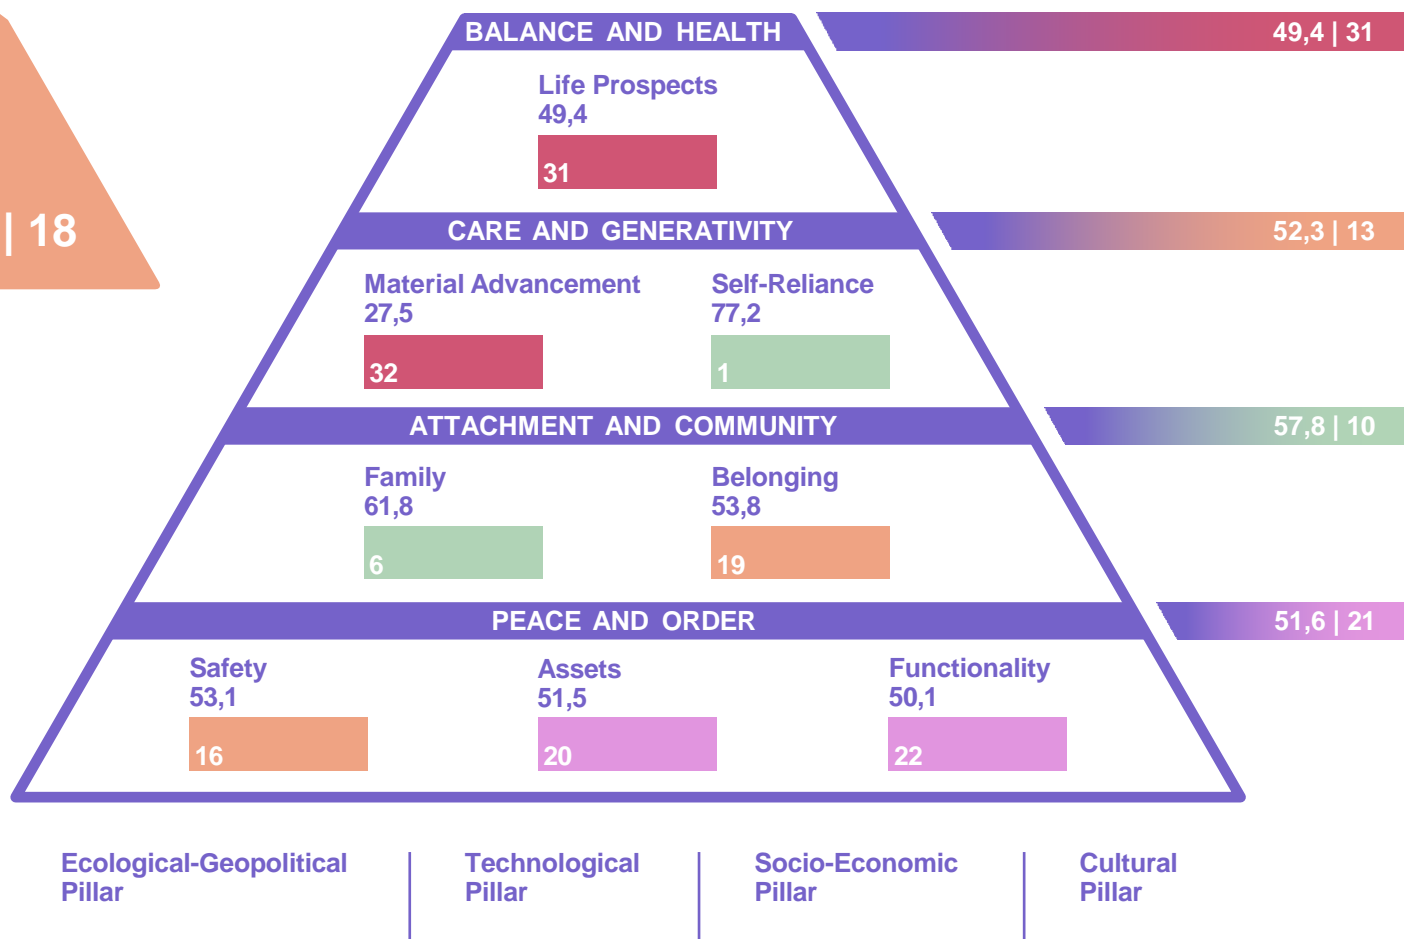 BALANCE AND HEALTH
49,4 | 31
Life Prospects
49,4
31
| 18
CARE AND GENERATIVITY
52,3 | 13
Material Advancement
27,5
32
Self-Reliance
77,2
1
ATTACHMENT AND COMMUNITY
57,8 | 10
Family
61,8
6
Belonging
53,8
19
PEACE AND ORDER
51,6 | 21
Safety
53,1
16
Assets
51,5
20
Functionality
50,1
22
Ecological-Geopolitical
Pillar
Technological
Pillar
Socio-Economic
Pillar
Cultural
Pillar